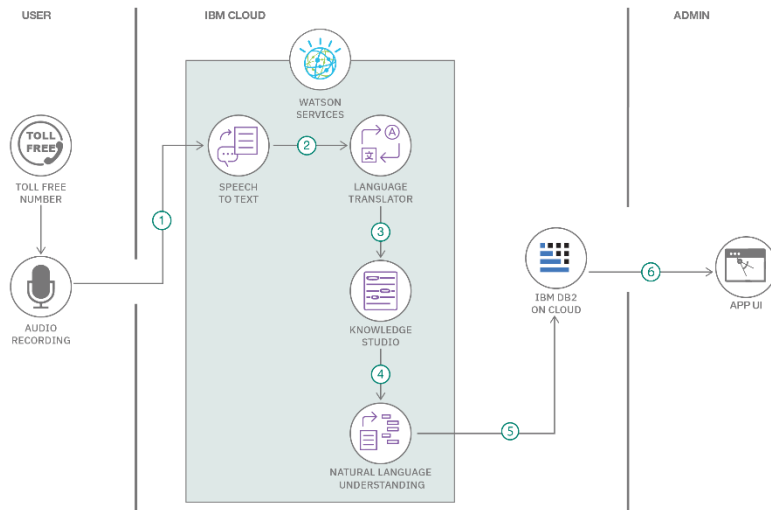 USER
IBM CLOUD
ADMIN
WATSON
SERVICES
TOLL
FREE
TOLL FREE
NUMBER
1
SPEECH
TO TEXT
2
A
文
LANGUAGE
TRANSLATOR
3
AUDIO
RECORDING
KNOWLEDGE
STUDIO
4
NATURAL LANGUAGE
UNDERSTANDING
5
IBM DB2
ON CLOUD
6
APP UI